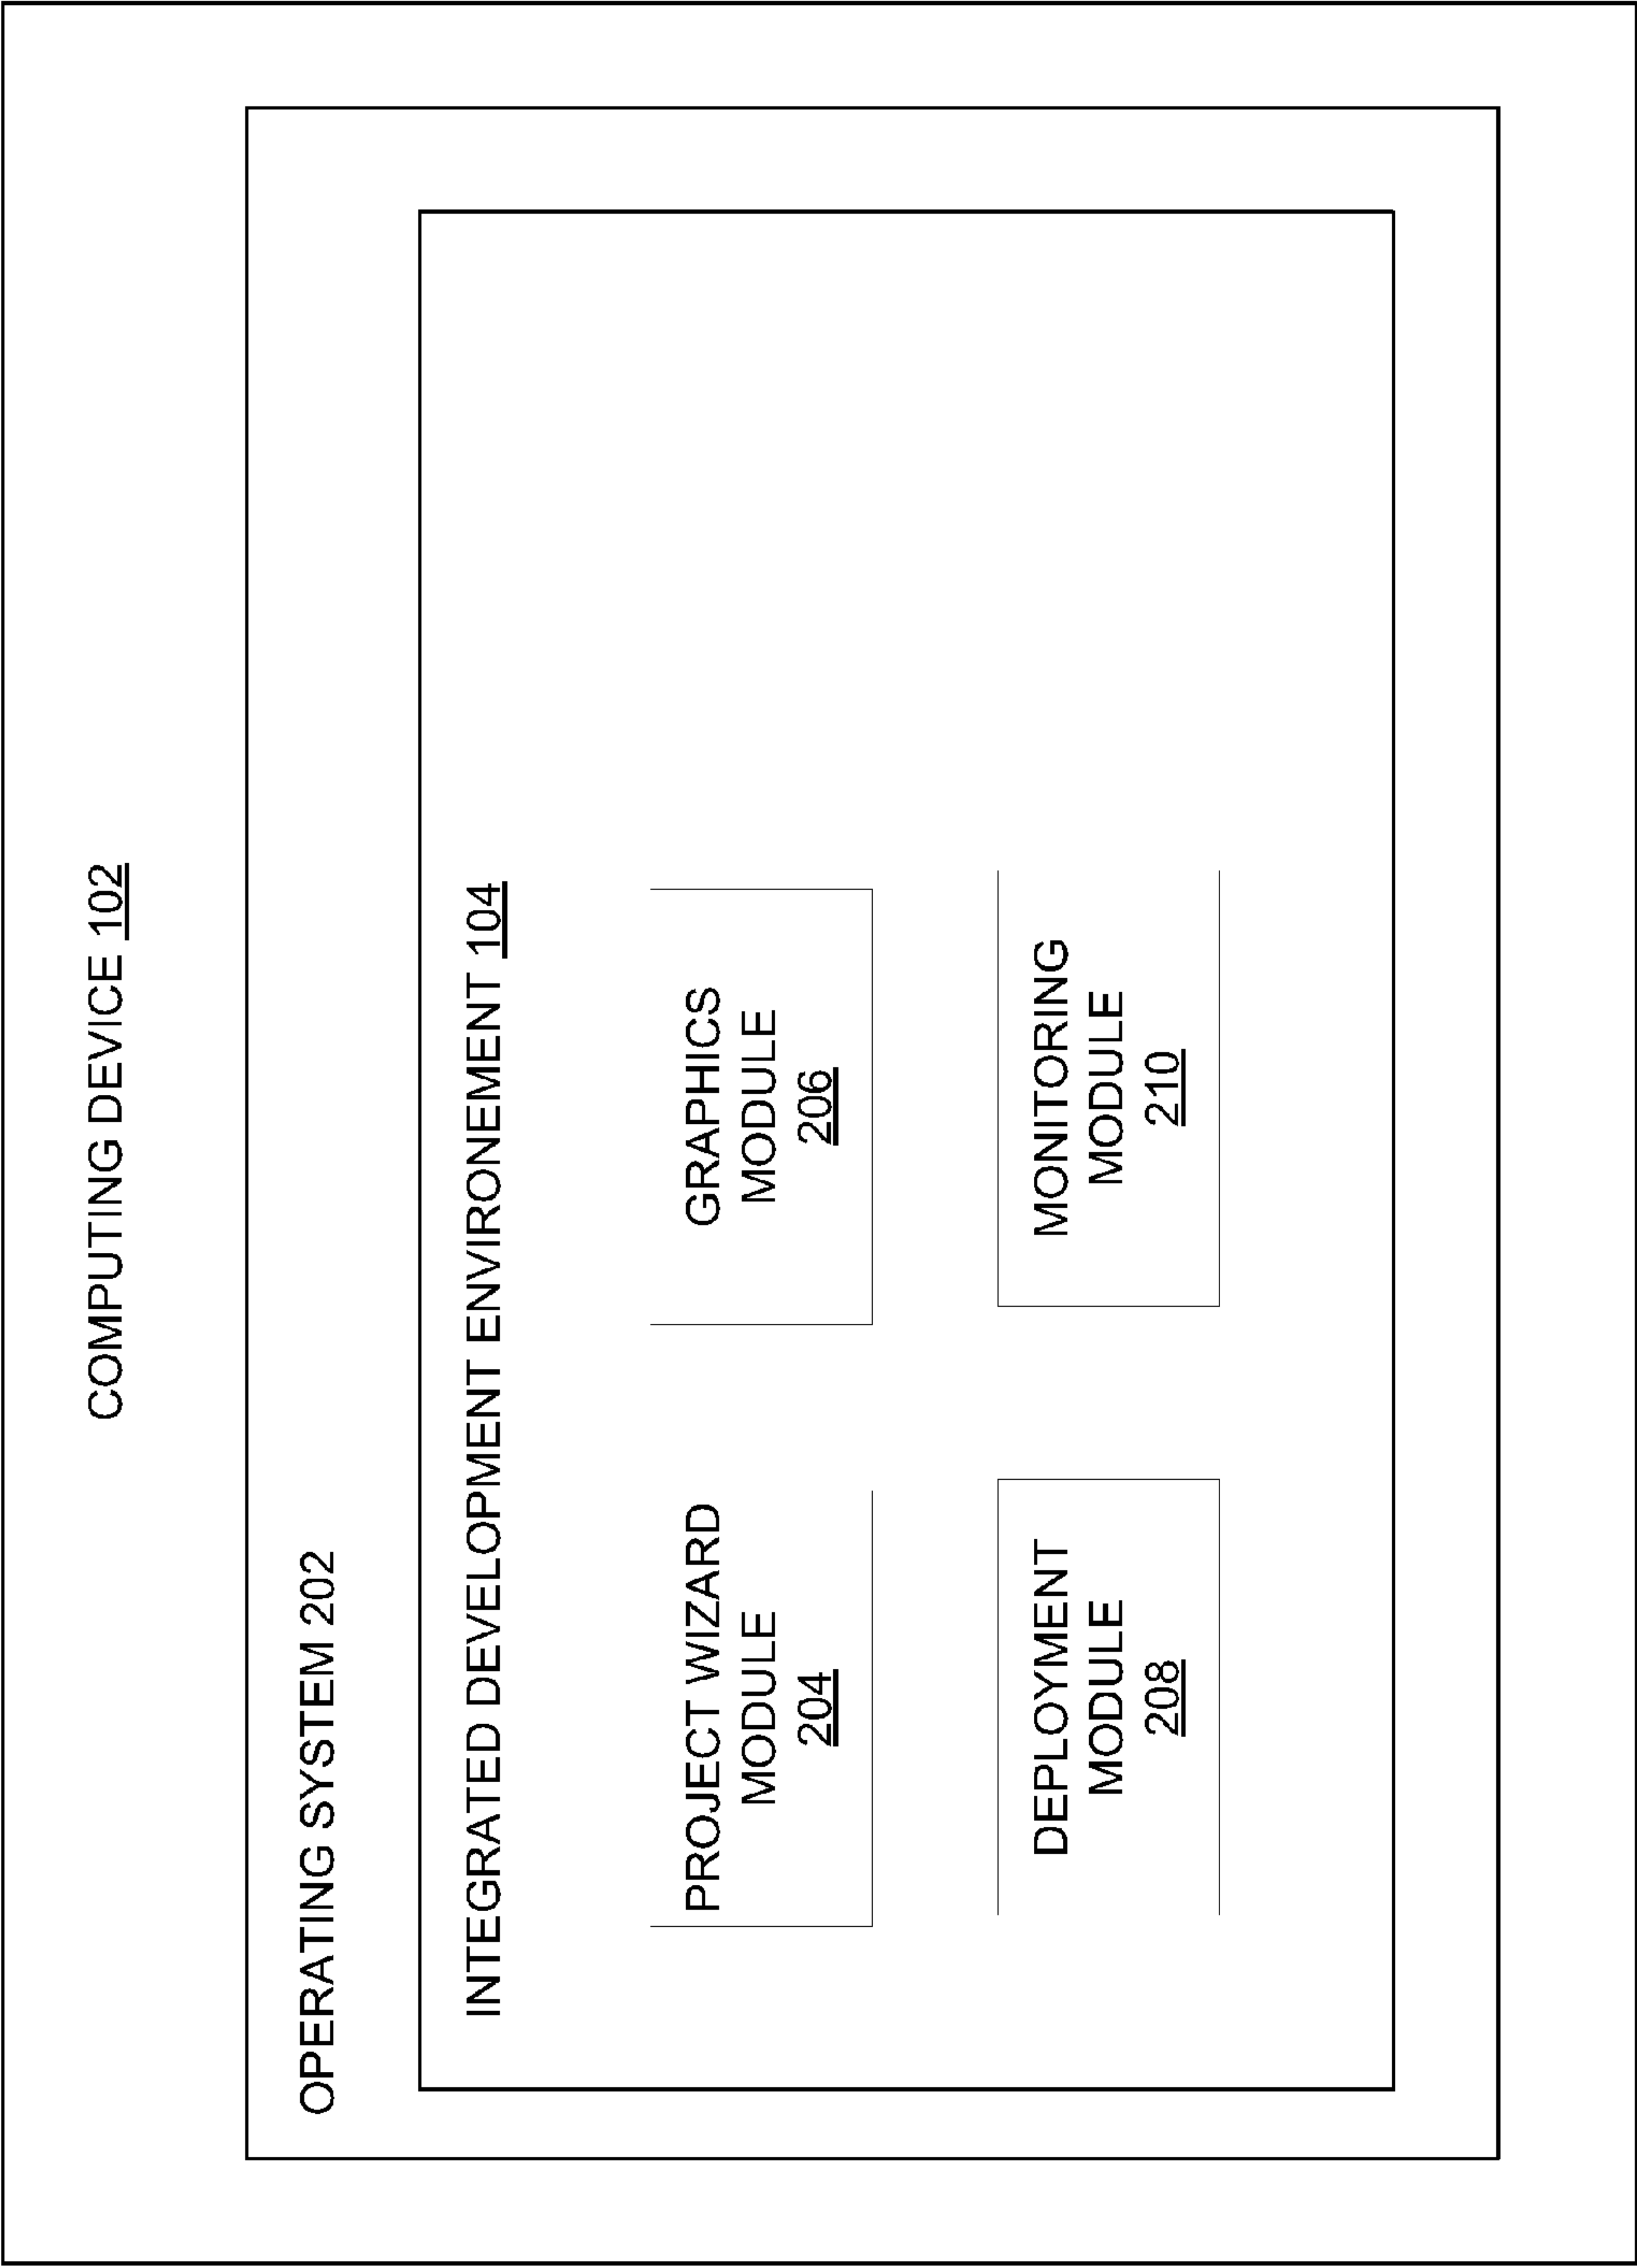 COMPUTING DEVICE 102
OPERATING SYSTEM 202
INTEGRATED DEVELOPMENT ENVIRONEMENT 104
PROJECT WIZARD
MODULE
204
GRAPHICS
MODULE
206
DEPLOYMENT
MODULE
208
MONITORING
MODULE
210